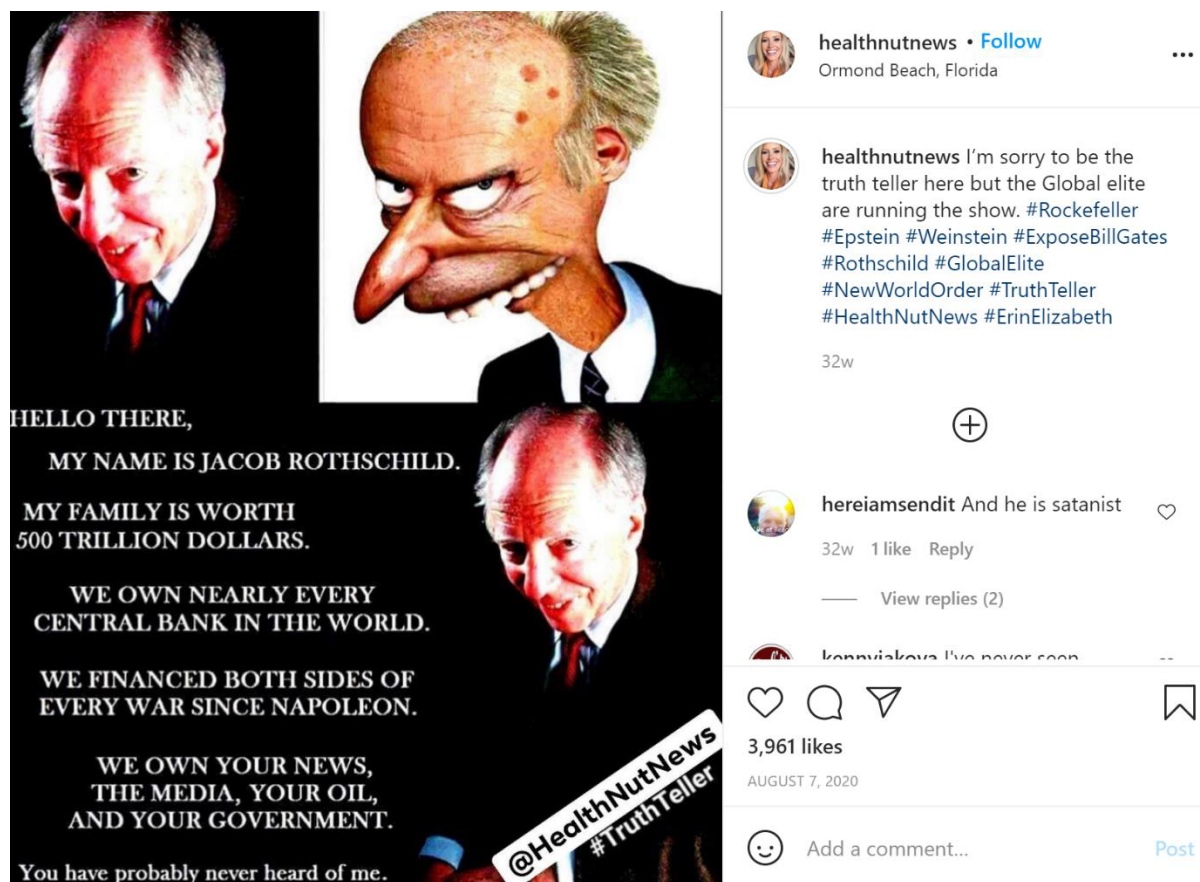 HELLO THERE,
MY NAME IS JACOB ROTHSCHILD.
MY FAMILY IS WORTH
500 TRILLION DOLLARS.
WE OWN NEARLY EVERY
CENTRAL BANK IN THE WORLD.
WE FINANCED BOTH SIDES OF
EVERY WAR SINCE NAPOLEON.
WE OWN YOUR NEWS,
THE MEDIA, YOUR OIL,
AND YOUR GOVERNMENT.
You have probably never heard of me.
@HealthNutNews
#TruthTeller
healthnutnews • Follow
Ormond Beach, Florida
healthnutnews I'm sorry to be the
truth teller here but the Global elite
are running the show. #Rockefeller
#Epstein #Weinstein #ExposeBillGates
#Rothschild #GlobalElite
#NewWorldOrder #TruthTeller
#HealthNutNews #ErinElizabeth
32w
hereiamsendit And he is satanist
32w 1 like Reply
View replies (2)
kennyjakova I've never seen
3,961 likes
AUGUST 7, 2020
Add a comment... Post